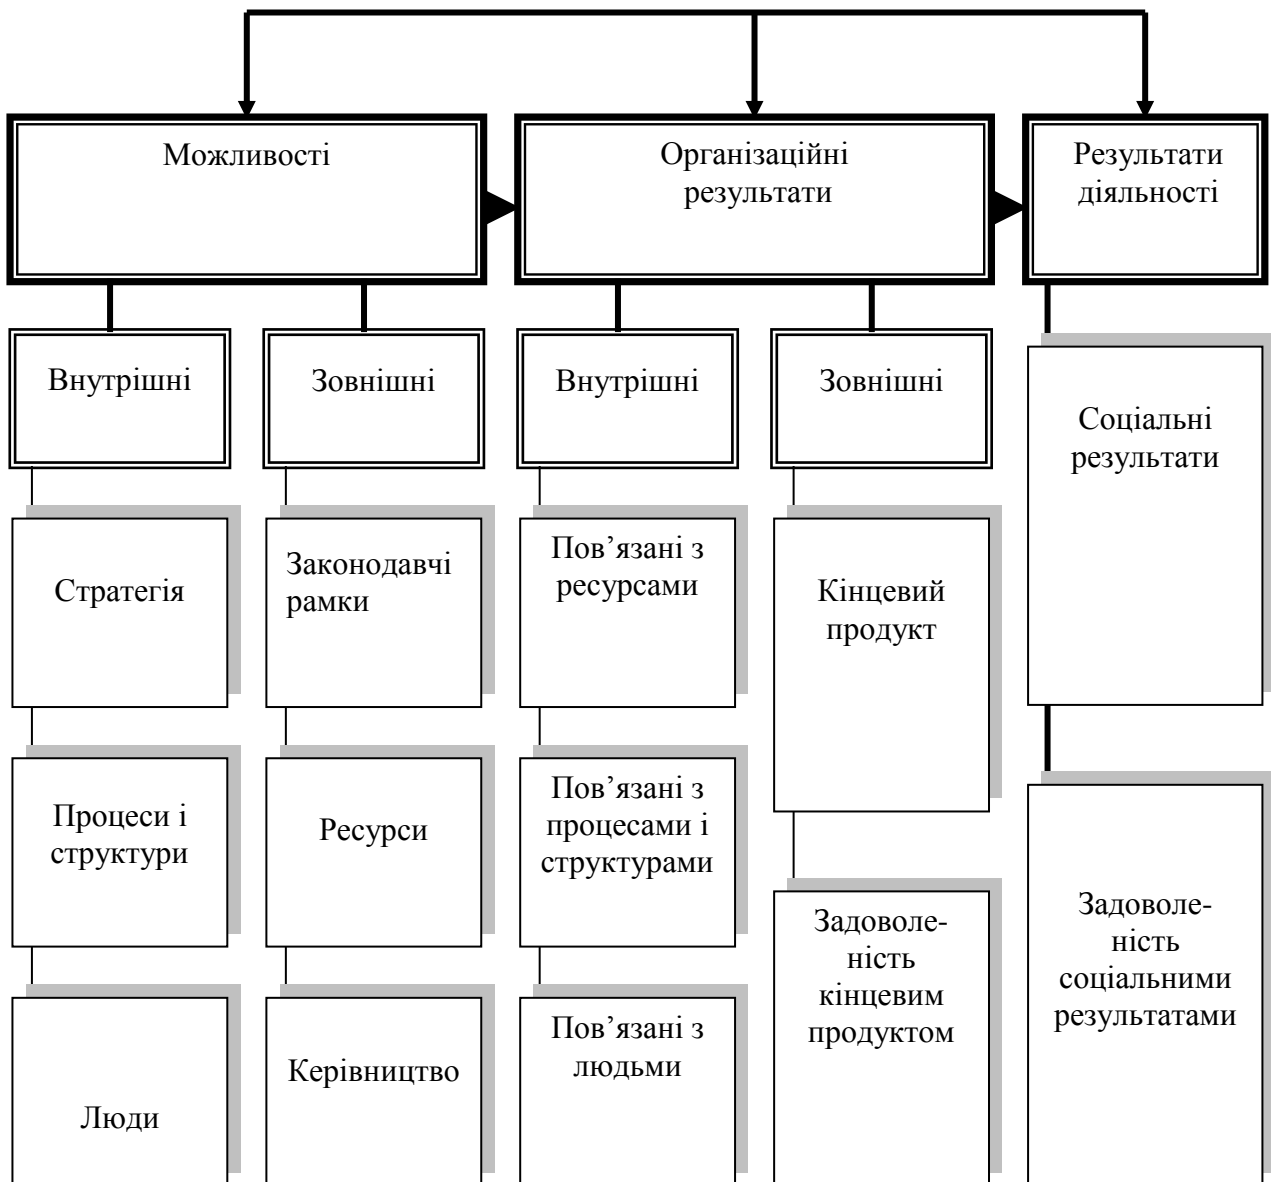 Можливості
Організаційні
результати
Результати
діяльності
Внутрішні
Зовнішні
Внутрішні
Зовнішні
Соціальні
результати
Стратегія
Законодавчі
рамки
Пов’язані з
ресурсами
Кінцевий
продукт
Процеси і
структури
Ресурси
Пов’язані з
процесами і
структурами
Задоволе-
ність
кінцевим
продуктом
Задоволе-
ність
соціальними
результатами
Люди
Керівництво
Пов’язані з
людьми